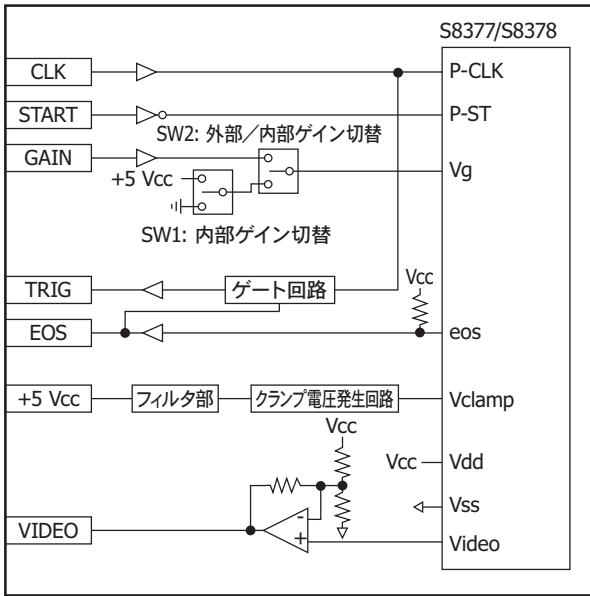 S8377/S8378
CLK
P-CLK
START
P-ST
SW2: 外部／内部ゲイン切替
GAIN
+5 Vcc
Vg
SW1: 内部ゲイン切替
Vcc
TRIG
ゲート回路
EOS
eos
+5 Vcc
フィルタ部
クランプ電圧発生回路
Vclamp
Vcc
Vcc
Vdd
Vss
VIDEO
-
+
Video